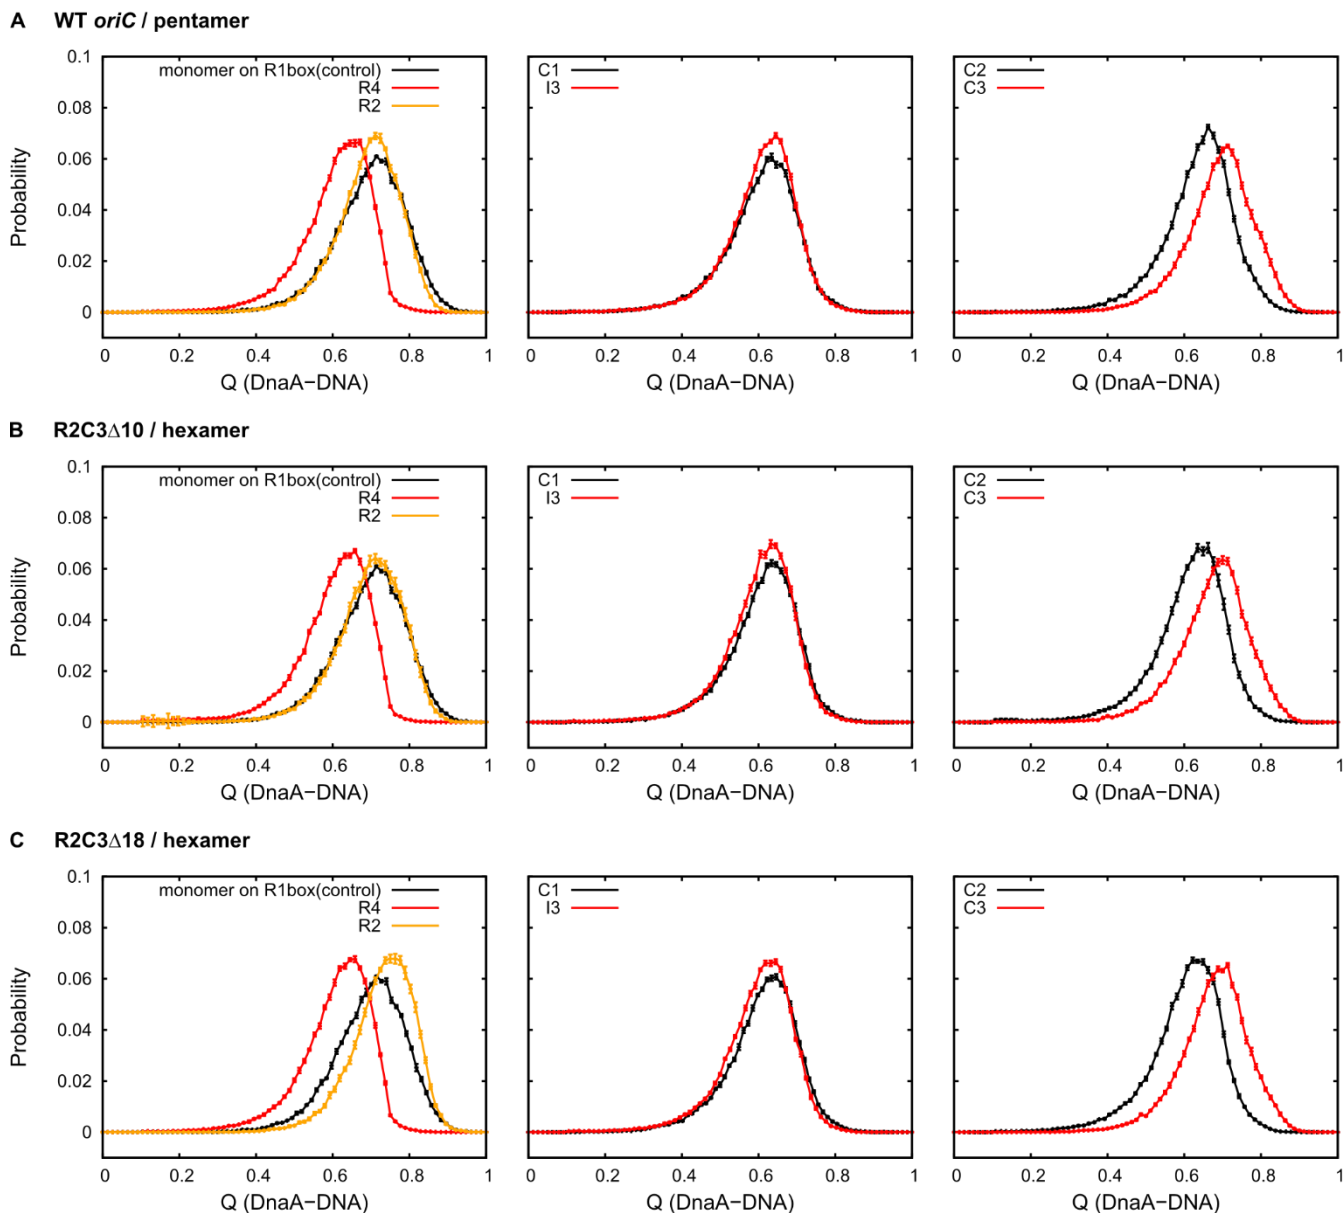 A WT oriC / pentamer
monomer on R1box(control)
R4
R2
C1
I3
C2
C3
0.1
0.08
0.06
0.04
0.02
0
Probability
0 0.2 0.4 0.6 0.8 1
0 0.2 0.4 0.6 0.8 1
0 0.2 0.4 0.6 0.8 1
Q (DnaA−DNA)
Q (DnaA−DNA)
Q (DnaA−DNA)
B R2C3Δ10 / hexamer
monomer on R1box(control)
R4
R2
C1
I3
C2
C3
0.1
0.08
0.06
0.04
0.02
0
Probability
0 0.2 0.4 0.6 0.8 1
0 0.2 0.4 0.6 0.8 1
0 0.2 0.4 0.6 0.8 1
Q (DnaA−DNA)
Q (DnaA−DNA)
Q (DnaA−DNA)
C R2C3Δ18 / hexamer
monomer on R1box(control)
R4
R2
C1
I3
C2
C3
0.1
0.08
0.06
0.04
0.02
0
Probability
0 0.2 0.4 0.6 0.8 1
0 0.2 0.4 0.6 0.8 1
0 0.2 0.4 0.6 0.8 1
Q (DnaA−DNA)
Q (DnaA−DNA)
Q (DnaA−DNA)